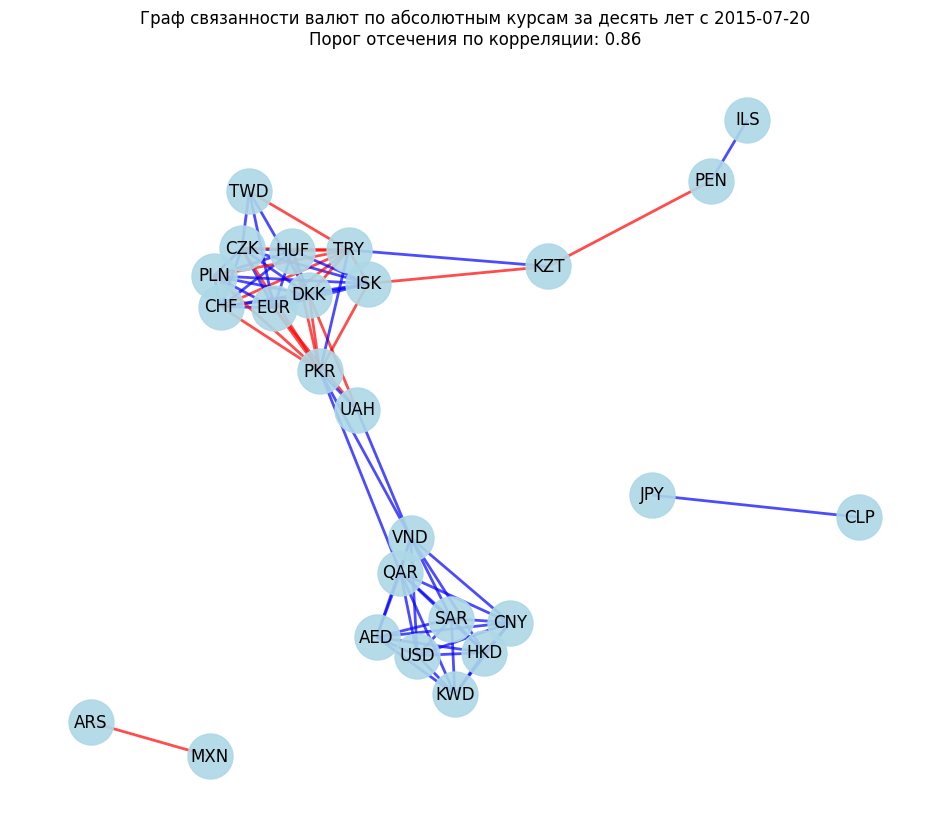 Граф связанности валют по абсолютным курсам за десять лет с 2015-07-20
Порог отсечения по корреляции: 0.86
ILS
PEN
TWD
CZK
HUF
TRY
KZT
PLN
ISK
DKK
CHF
EUR
PKR
UAH
JPY
CLP
VND
QAR
SAR
CNY
AED
USD
HKD
KWD
ARS
MXN